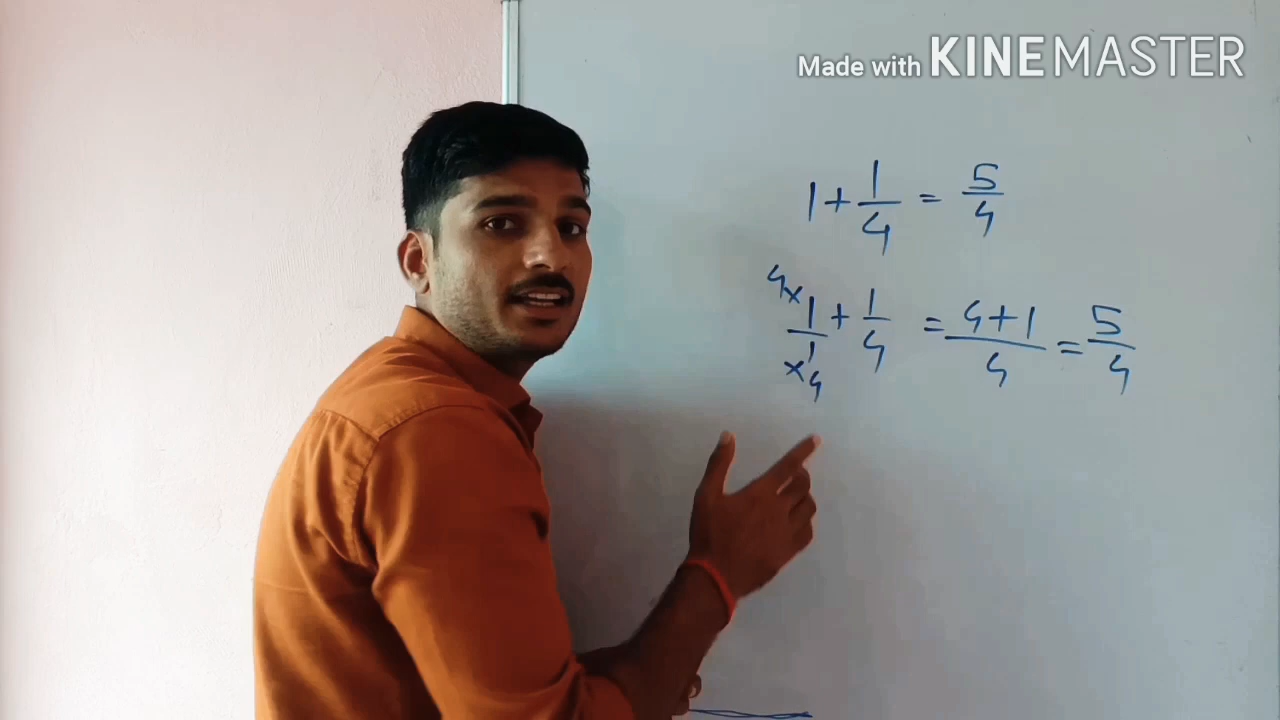 Made with KINEMASTER
1 + 1/4 = 5/4
4× 1/1 ×4 + 1/4 = 4+1/4 = 5/4